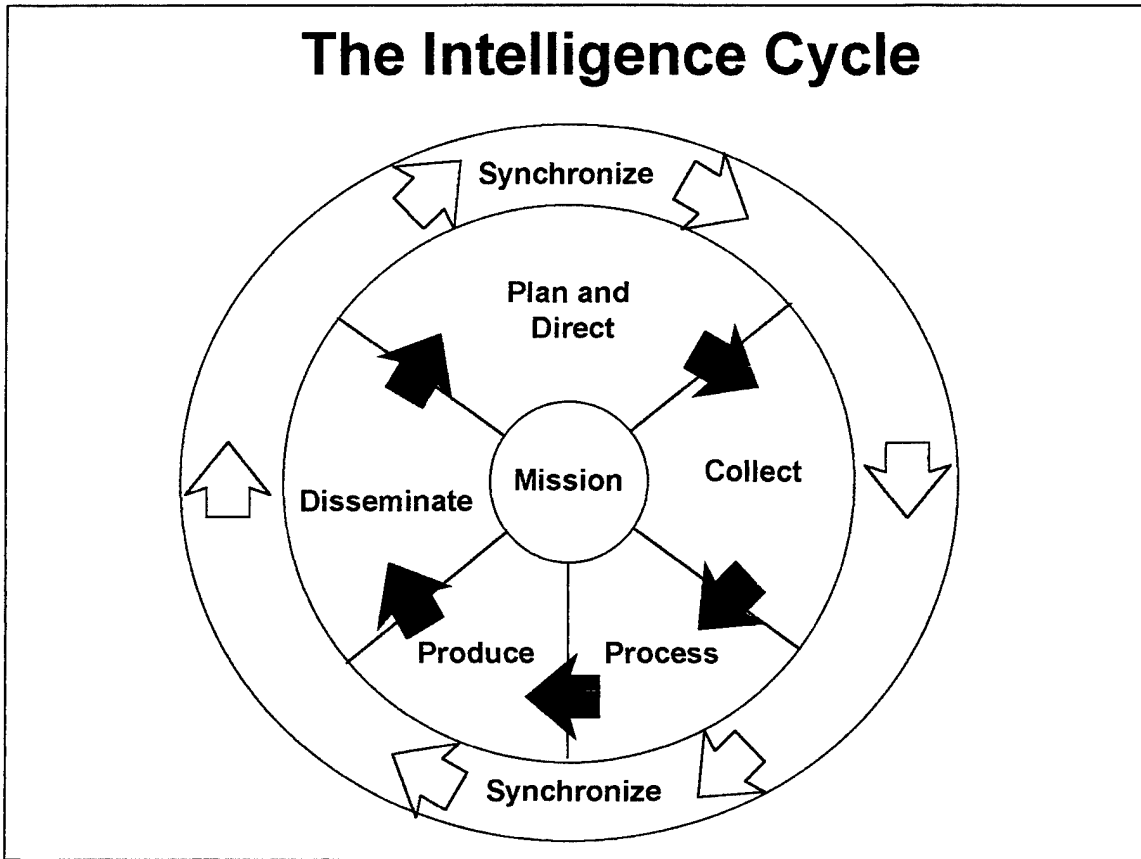 The Intelligence Cycle
Synchronize
Plan and
Direct
Collect
Mission
Disseminate
Produce
Process
Synchronize